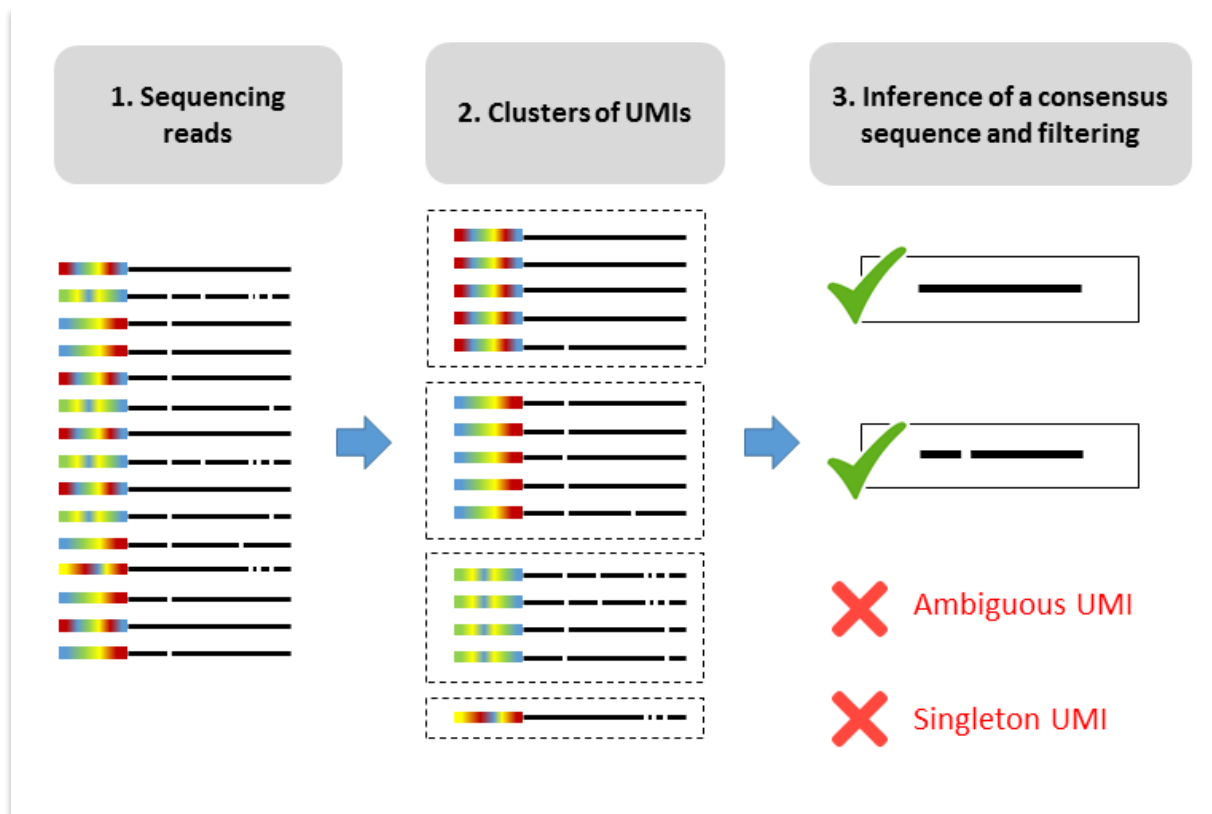 1. Sequencing
reads
2. Clusters of UMIs
3. Inference of a consensus
sequence and filtering
Ambiguous UMI
Singleton UMI